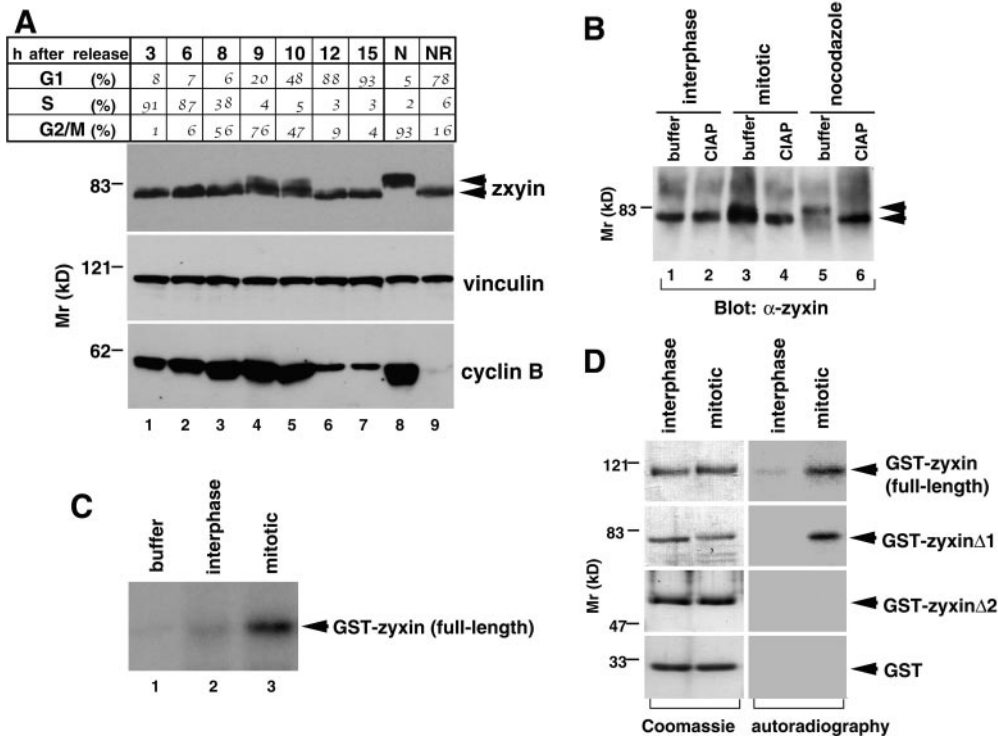 A
h after release 3 6 8 9 10 12 15 N NR
G1 (%) 8 7 6 20 48 88 93 5 78
S (%) 91 87 38 4 5 3 3 2 6
G2/M (%) 1 6 56 76 47 9 4 93 16
83
zxyin
121
vinculin
Mr (kD)
62
cyclin B
1 2 3 4 5 6 7 8 9
B
interphase mitotic nocodazole
buffer CIAP buffer CIAP buffer CIAP
83
Mr (kD)
1 2 3 4 5 6
Blot: α-zyxin
C
buffer interphase mitotic
GST-zyxin (full-length)
1 2 3
D
interphase mitotic interphase mitotic
121
GST-zyxin
(full-length)
83
GST-zyxinΔ1
Mr (kD)
GST-zyxinΔ2
47
33
GST
Coomassie autoradiography